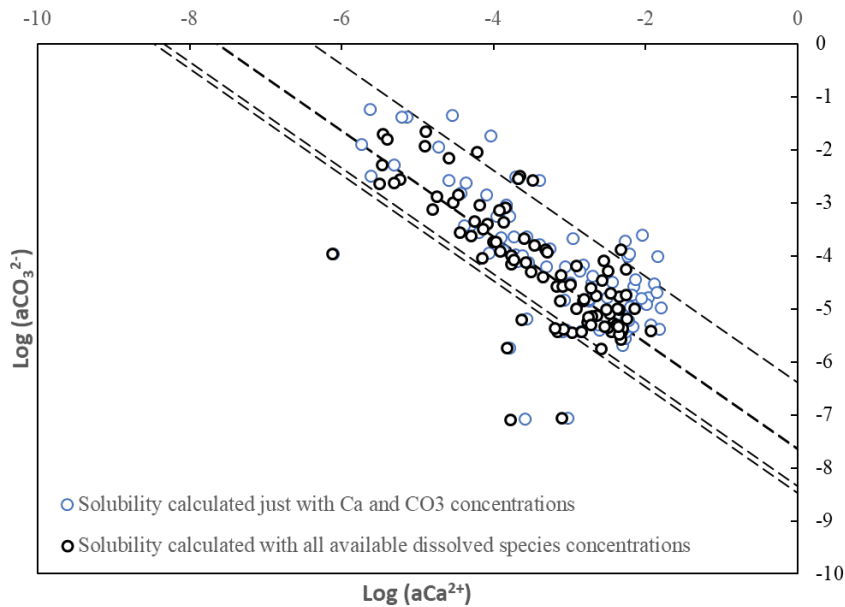 -10 -8 -6 -4 -2 0
0
-1
-2
-3
-4
-5
-6
-7
-8
-9
-10
Log (aCO₃²⁻)
Solubility calculated just with Ca and CO3 concentrations
Solubility calculated with all available dissolved species concentrations
Log (aCa²⁺)